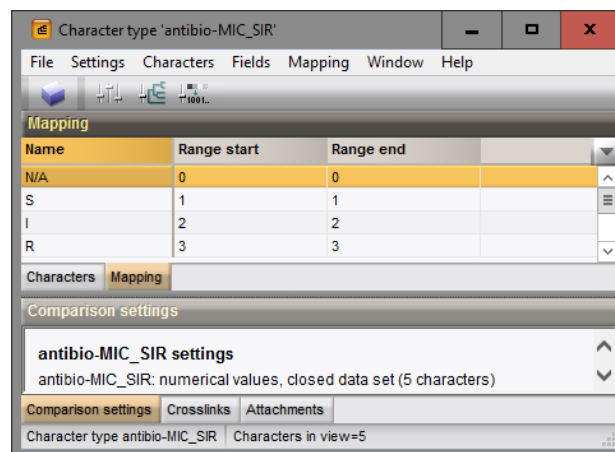 Character type 'antibio-MIC_SIR'
File Settings Characters Fields Mapping Window Help
1001..
Mapping
Name Range start Range end
N/A 0 0
S 1 1
I 2 2
R 3 3
Characters Mapping
Comparison settings
antibio-MIC_SIR settings
antibio-MIC_SIR: numerical values, closed data set (5 characters)
Comparison settings Crosslinks Attachments
Character type antibio-MIC_SIR Characters in view=5